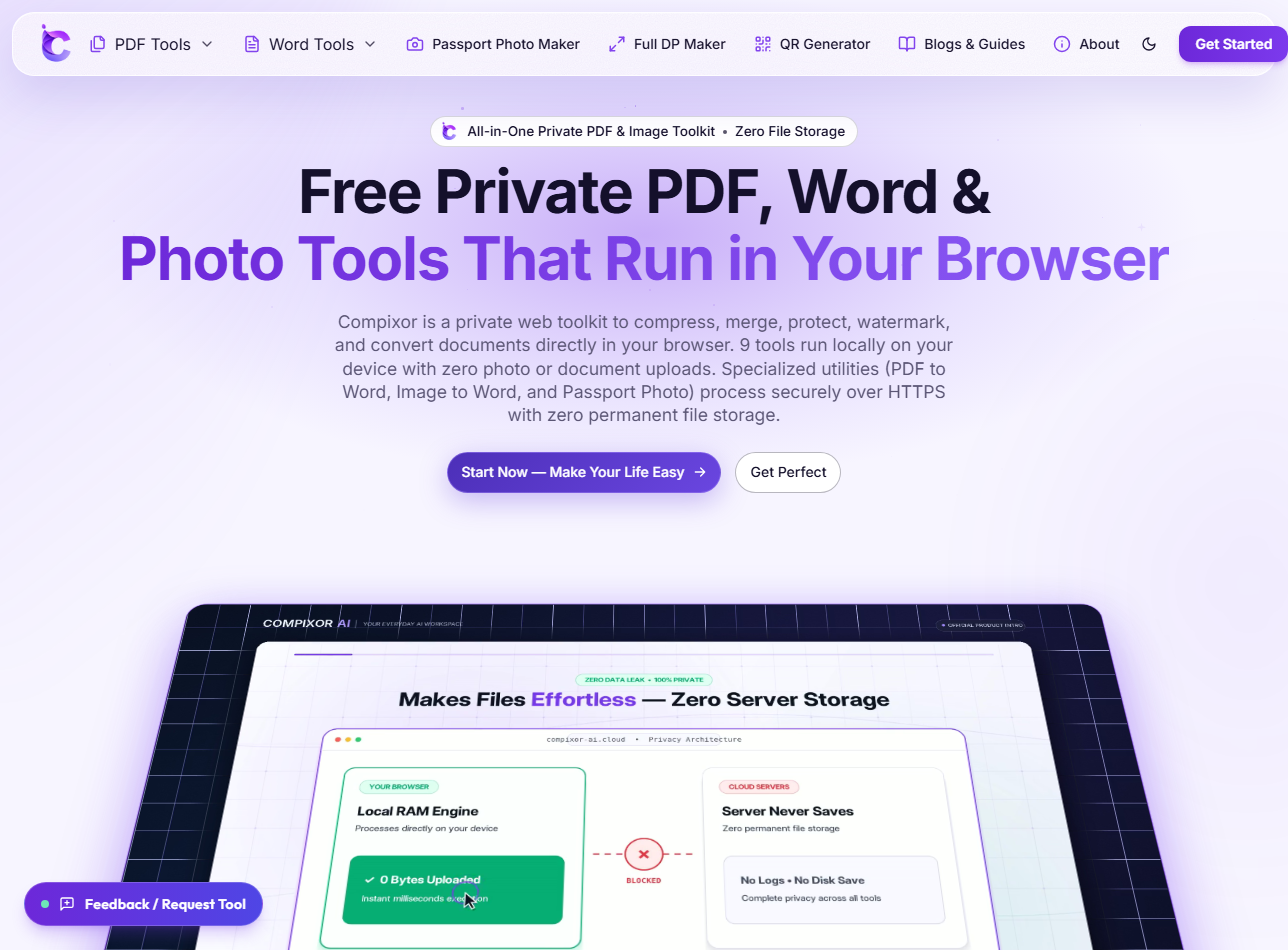 PDF Tools
Word Tools
Passport Photo Maker
Full DP Maker
QR Generator
Blogs & Guides
About
Get Started
All-in-One Private PDF & Image Toolkit • Zero File Storage
Free Private PDF, Word &
Photo Tools That Run in Your Browser
Compixor is a private web toolkit to compress, merge, protect, watermark,
and convert documents directly in your browser. 9 tools run locally on your
device with zero photo or document uploads. Specialized utilities (PDF to
Word, Image to Word, and Passport Photo) process securely over HTTPS
with zero permanent file storage.
Start Now — Make Your Life Easy →
Get Perfect
COMPIXOR AI | YOUR EVERYDAY AI WORKSPACE
• OFFICIAL PRODUCT INTRO
ZERO DATA LEAK • 100% PRIVATE
Makes Files Effortless — Zero Server Storage
compixor-ai.cloud • Privacy Architecture
YOUR BROWSER
Local RAM Engine
Processes directly on your device
✓ 0 Bytes Uploaded
Instant milliseconds
BLOCKED
CLOUD SERVERS
Server Never Saves
Zero permanent file storage
No Logs • No Disk Save
Complete privacy across all tools
Feedback / Request Tool